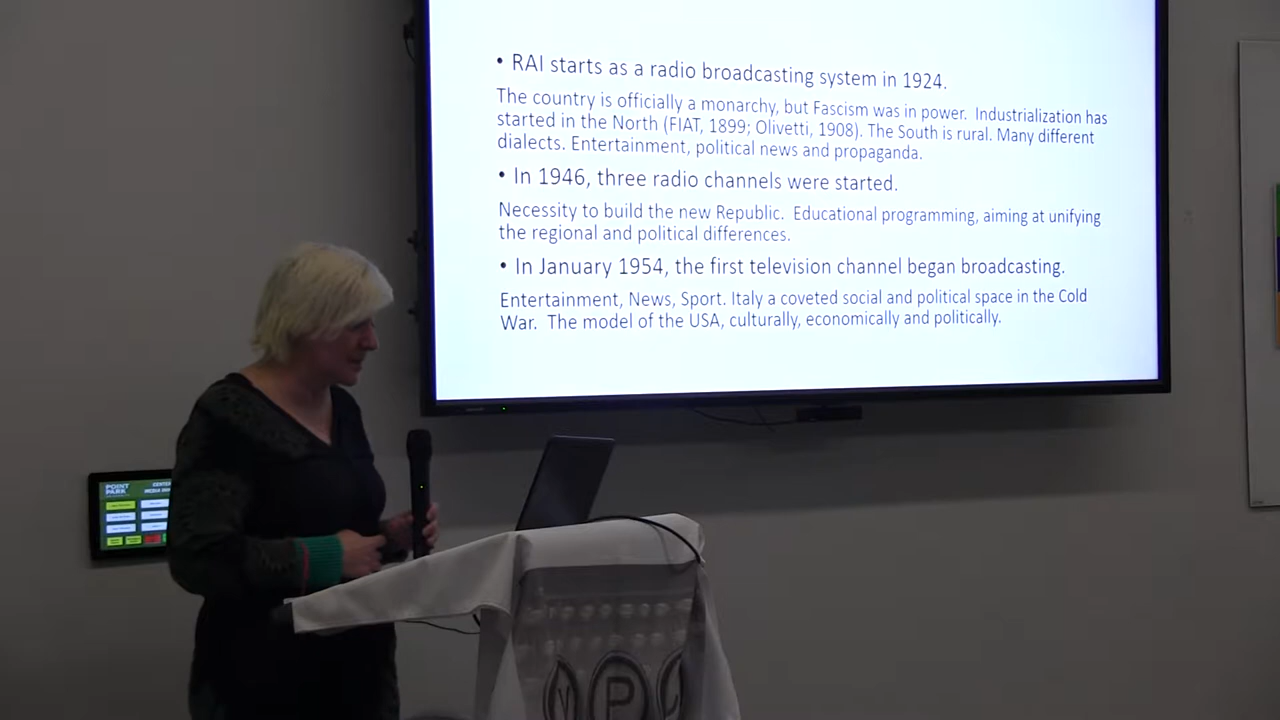 • RAI starts as a radio broadcasting system in 1924.
The country is officially a monarchy, but Fascism was in power. Industrialization has
started in the North (FIAT, 1899; Olivetti, 1908). The South is rural. Many different
dialects. Entertainment, political news and propaganda.
• In 1946, three radio channels were started.
Necessity to build the new Republic. Educational programming, aiming at unifying
the regional and political differences.
• In January 1954, the first television channel began broadcasting.
Entertainment, News, Sport. Italy a coveted social and political space in the Cold
War. The model of the USA, culturally, economically and politically.
POINT
PARK
P